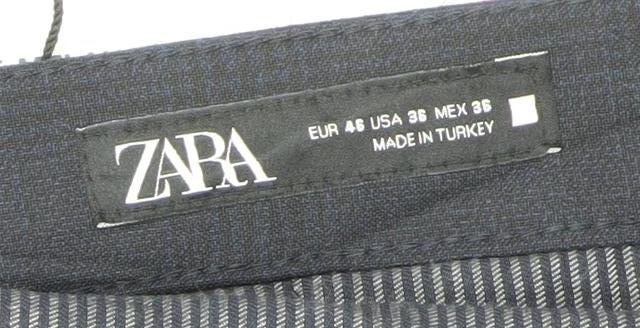 ZARA
EUR 46 USA 36 MEX 36
MADE IN TURKEY